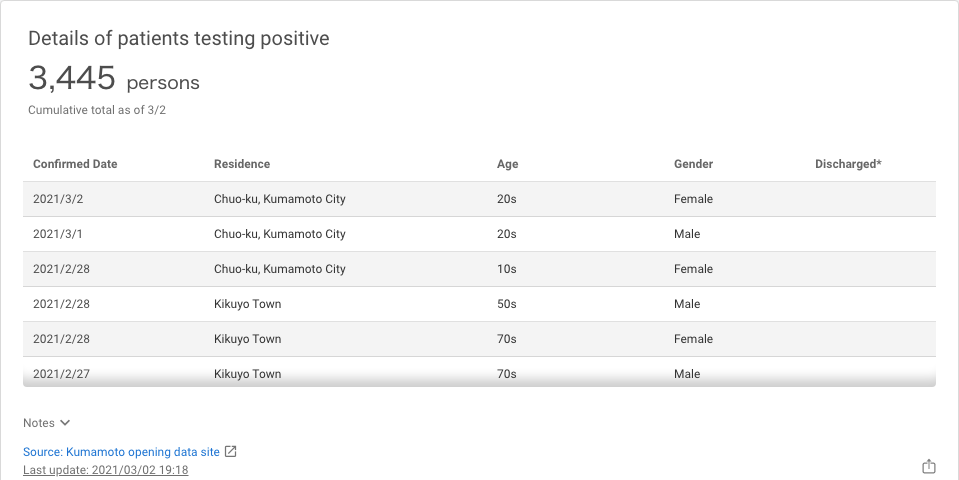 Details of patients testing positive
3,445 persons
Cumulative total as of 3/2
Confirmed Date Residence Age Gender Discharged*
2021/3/2 Chuo-ku, Kumamoto City 20s Female
2021/3/1 Chuo-ku, Kumamoto City 20s Male
2021/2/28 Chuo-ku, Kumamoto City 10s Female
2021/2/28 Kikuyo Town 50s Male
2021/2/28 Kikuyo Town 70s Female
2021/2/27 Kikuyo Town 70s Male
Notes
Source: Kumamoto opening data site
Last update: 2021/03/02 19:18